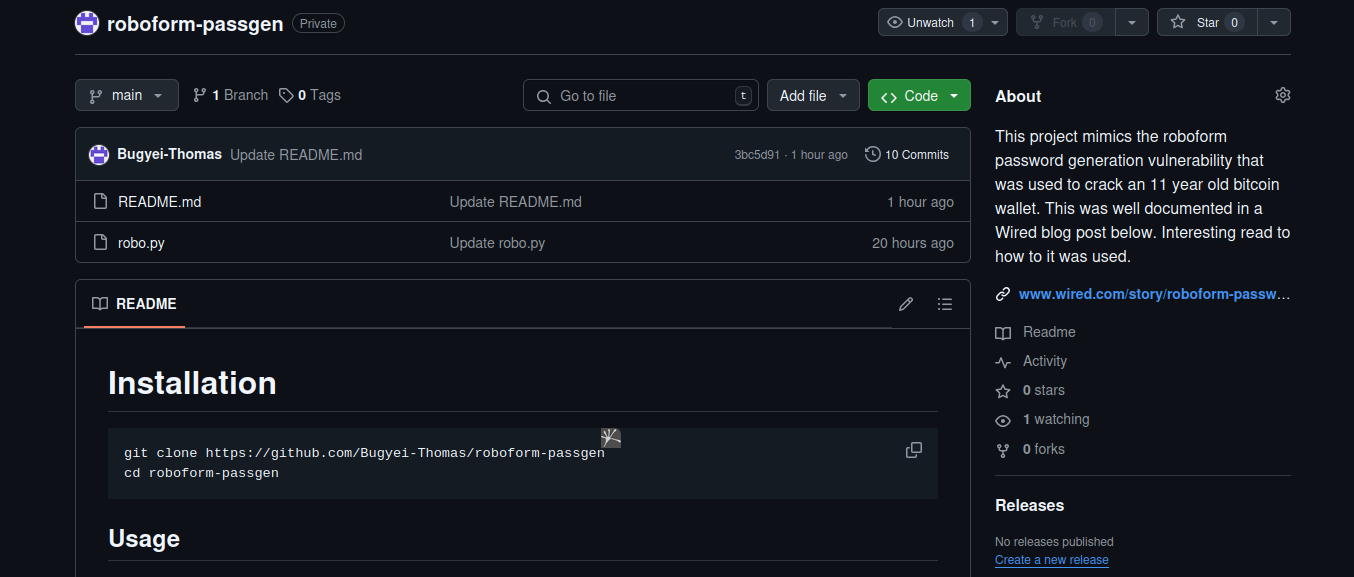 roboform-passgen Private
Unwatch 1 Fork 0 Star 0
main 1 Branch 0 Tags Go to file t Add file Code
Bugyei-Thomas Update README.md 3bc5d91 · 1 hour ago 10 Commits
README.md Update README.md 1 hour ago
robo.py Update robo.py 20 hours ago
README
Installation
git clone https://github.com/Bugyei-Thomas/roboform-passgen
cd roboform-passgen
Usage
About
This project mimics the roboform
password generation vulnerability that
was used to crack an 11 year old bitcoin
wallet. This was well documented in a
Wired blog post below. Interesting read to
how to it was used.
www.wired.com/story/roboform-passw...
Readme
Activity
0 stars
1 watching
0 forks
Releases
No releases published
Create a new release